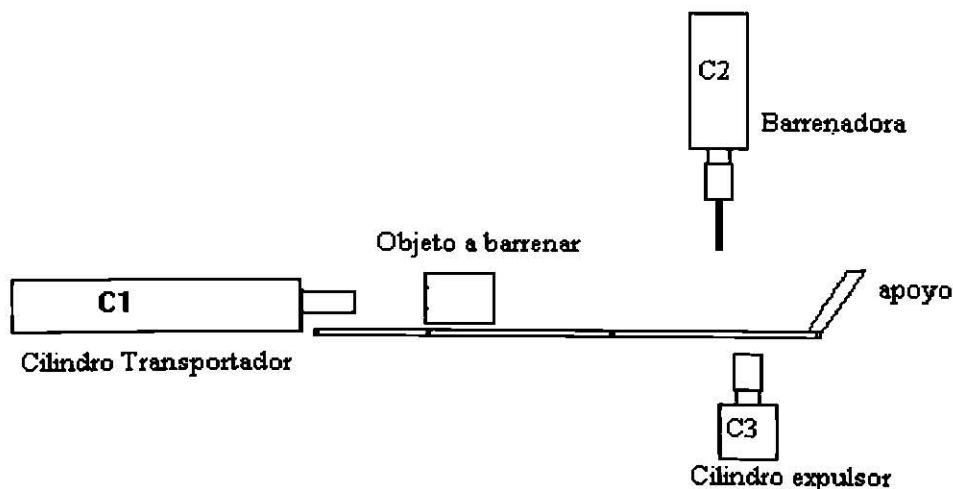 C2
Barrenadora
Objeto a barrenar
C1
apoyo
Cilindro Transportador
C3
Cilindro expulsor